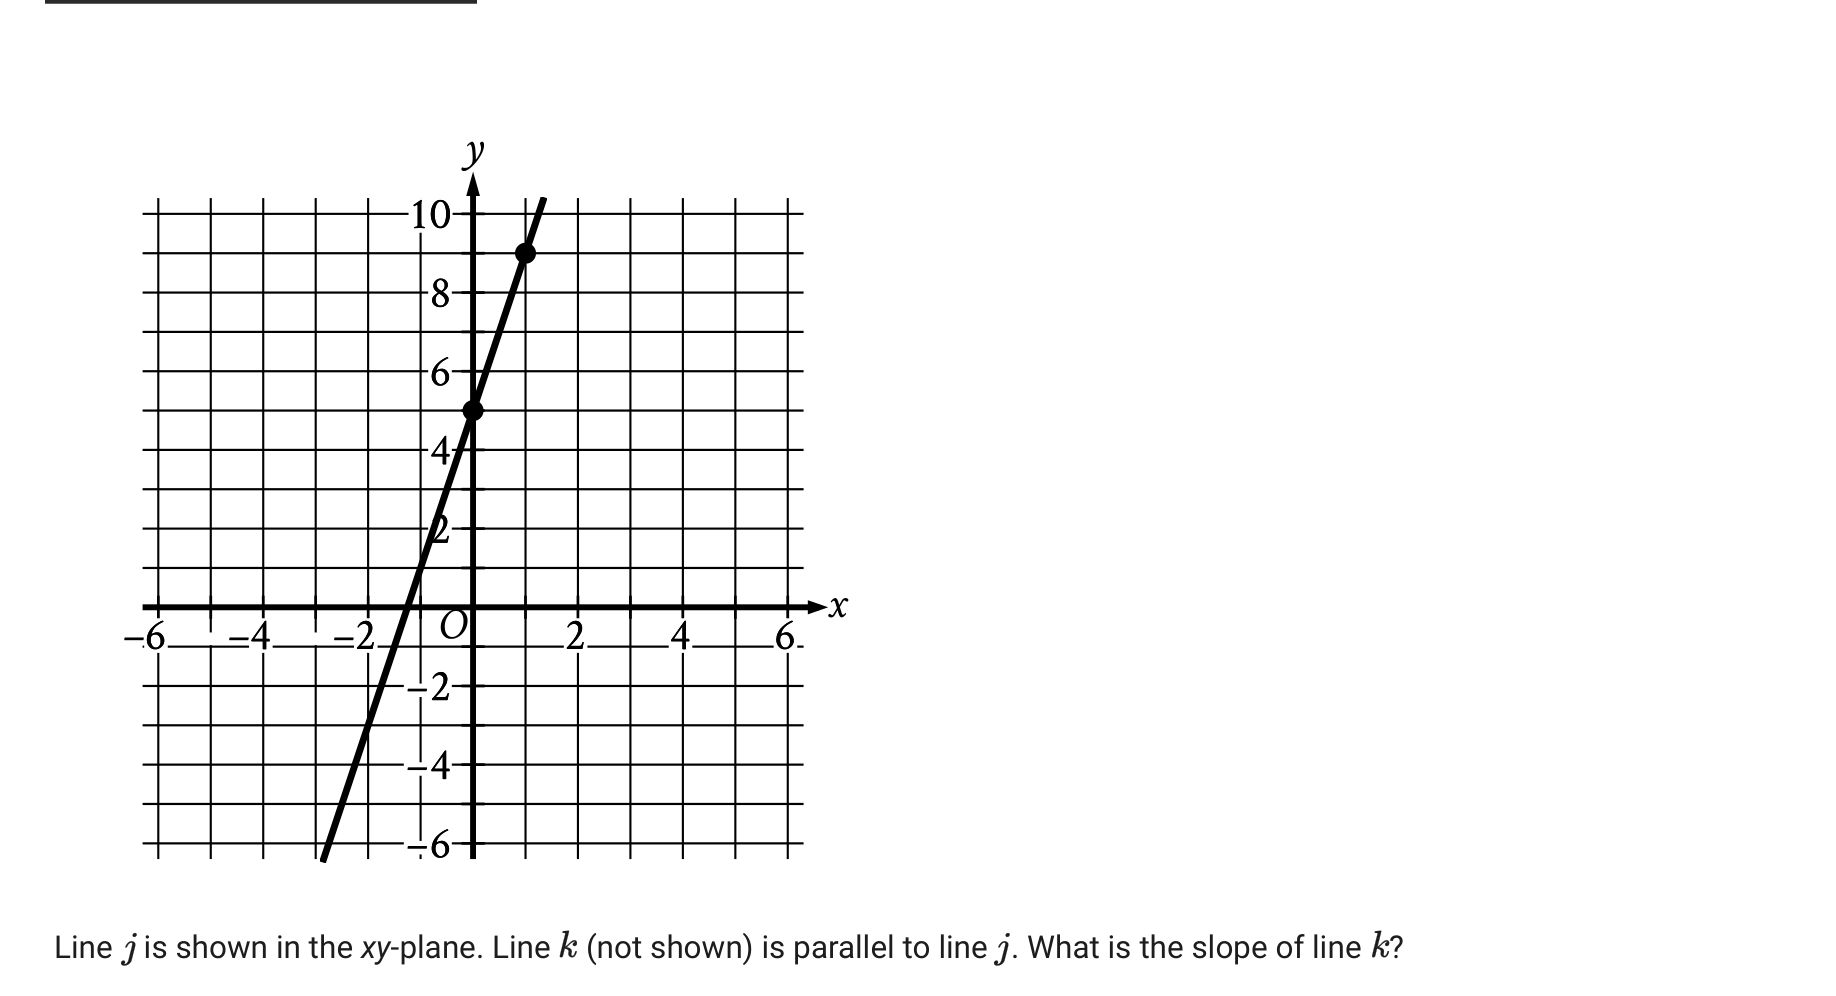 y
10
8
6
4
2
O
x
−6 −4 −2 2 4 6
−2
−4
−6
Line j is shown in the xy-plane. Line k (not shown) is parallel to line j. What is the slope of line k?